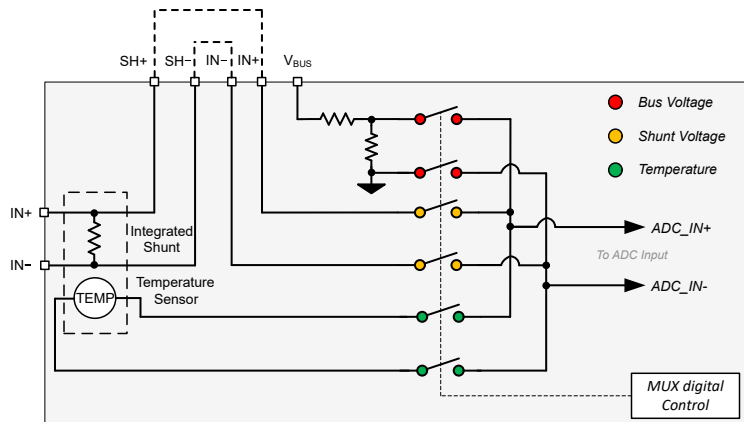 SH+ SH− IN− IN+ VBUS
Bus Voltage
Shunt Voltage
Temperature
IN+
Integrated
Shunt
IN−
Temperature
Sensor
TEMP
ADC_IN+
To ADC Input
ADC_IN-
MUX digital
Control